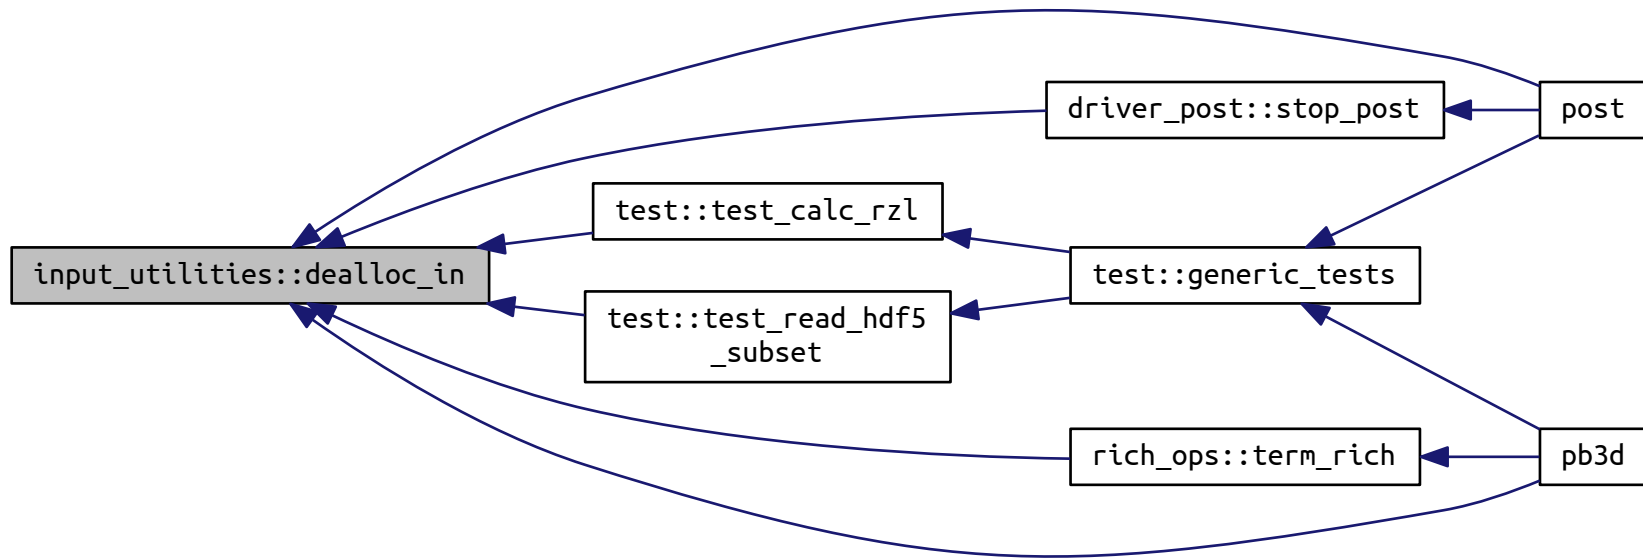 driver_post::stop_post
post
test::test_calc_rzl
input_utilities::dealloc_in
test::generic_tests
test::test_read_hdf5
_subset
rich_ops::term_rich
pb3d